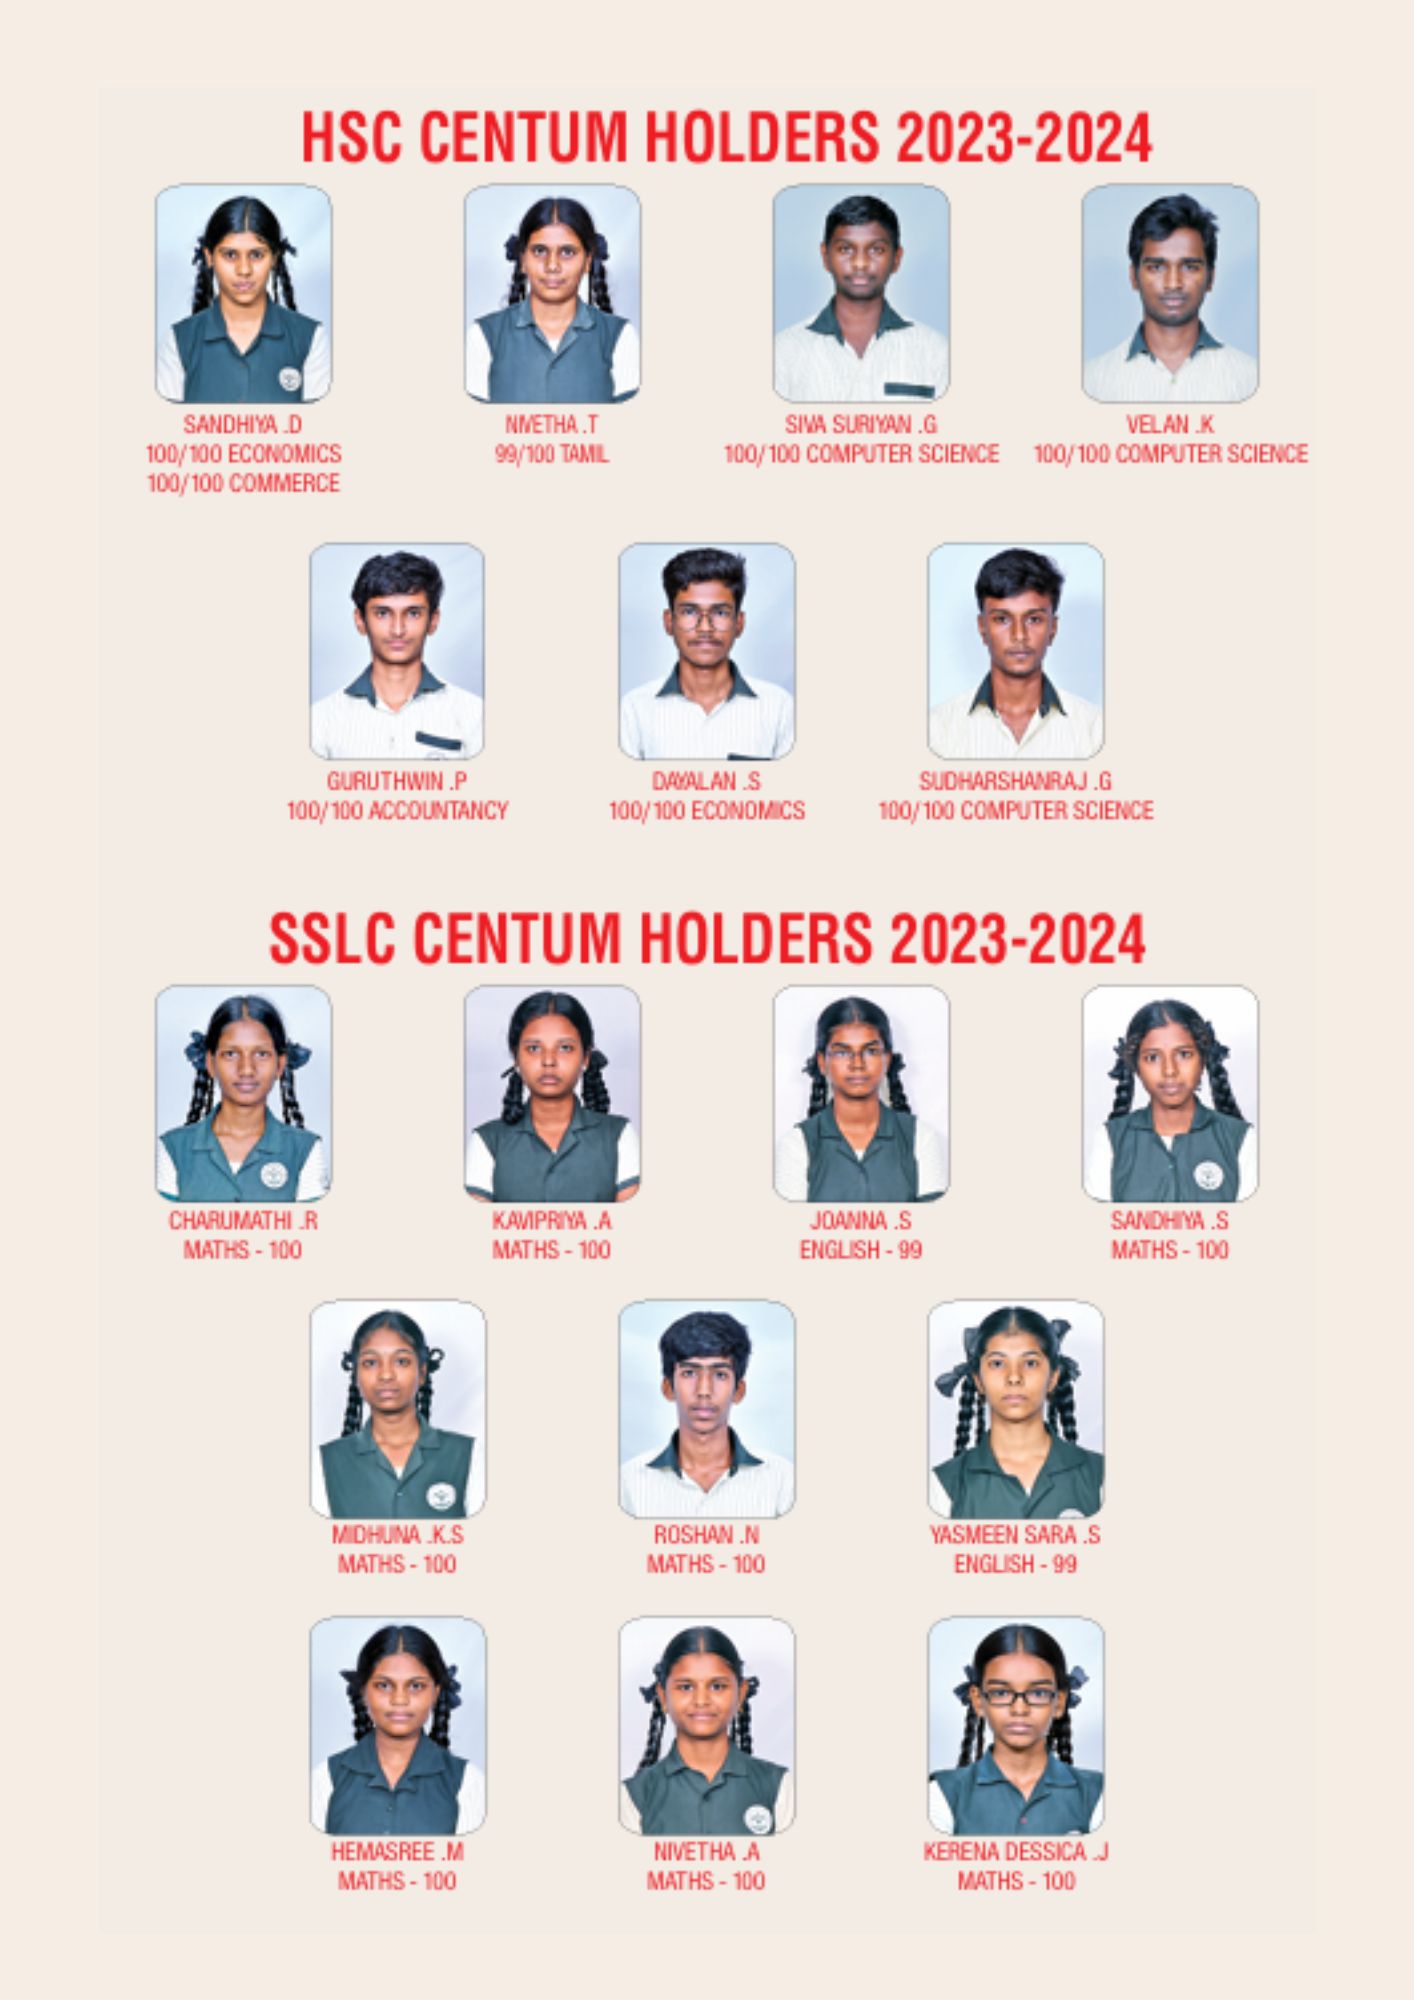 HSC CENTUM HOLDERS 2023-2024
SANDHIYA .D
100/100 ECONOMICS
100/100 COMMERCE
NIVETHA .T
99/100 TAMIL
SIVA SURIYAN .G
100/100 COMPUTER SCIENCE
VELAN .K
100/100 COMPUTER SCIENCE
GURUTHWIN .P
100/100 ACCOUNTANCY
DAYALAN .S
100/100 ECONOMICS
SUDHARSHANRAJ .G
100/100 COMPUTER SCIENCE
SSLC CENTUM HOLDERS 2023-2024
CHARUMATHI .R
MATHS - 100
KAVIPRIYA .A
MATHS - 100
JOANNA .S
ENGLISH - 99
SANDHIYA .S
MATHS - 100
MIDHUNA .K.S
MATHS - 100
ROSHAN .N
MATHS - 100
YASMEEN SARA .S
ENGLISH - 99
HEMASREE .M
MATHS - 100
NIVETHA .A
MATHS - 100
KERENA DESSICA .J
MATHS - 100